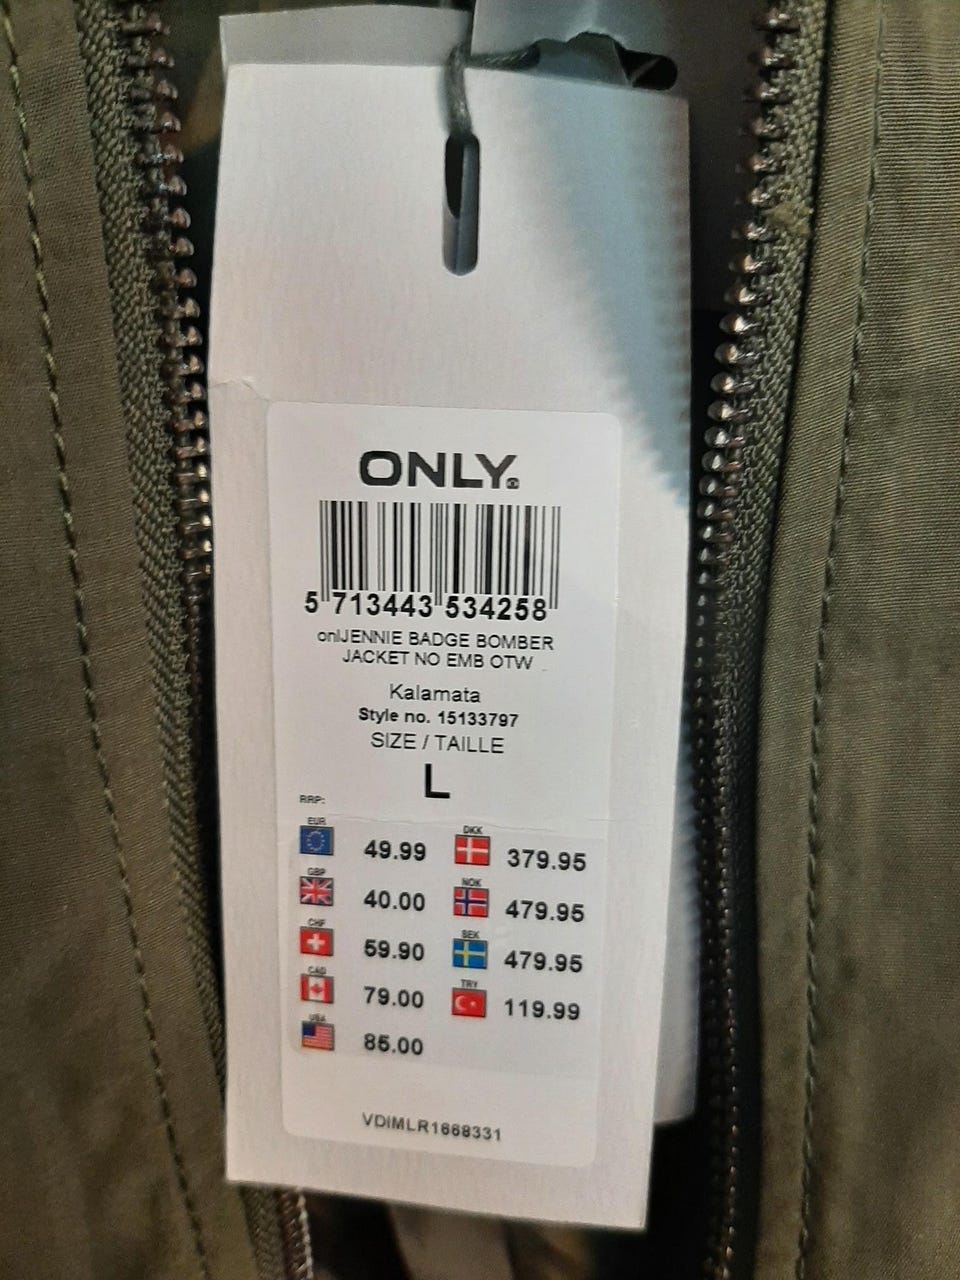 ONLY
5 713443 534258
onlJENNIE BADGE BOMBER
JACKET NO EMB OTW
Kalamata
Style no. 15133797
SIZE / TAILLE
L
RRP:
EUR 49.99 DKK 379.95
GBP 40.00 NOK 479.95
CHF 59.90 SEK 479.95
CAD 79.00 TRY 119.99
USA 85.00
VDIMLR1668331